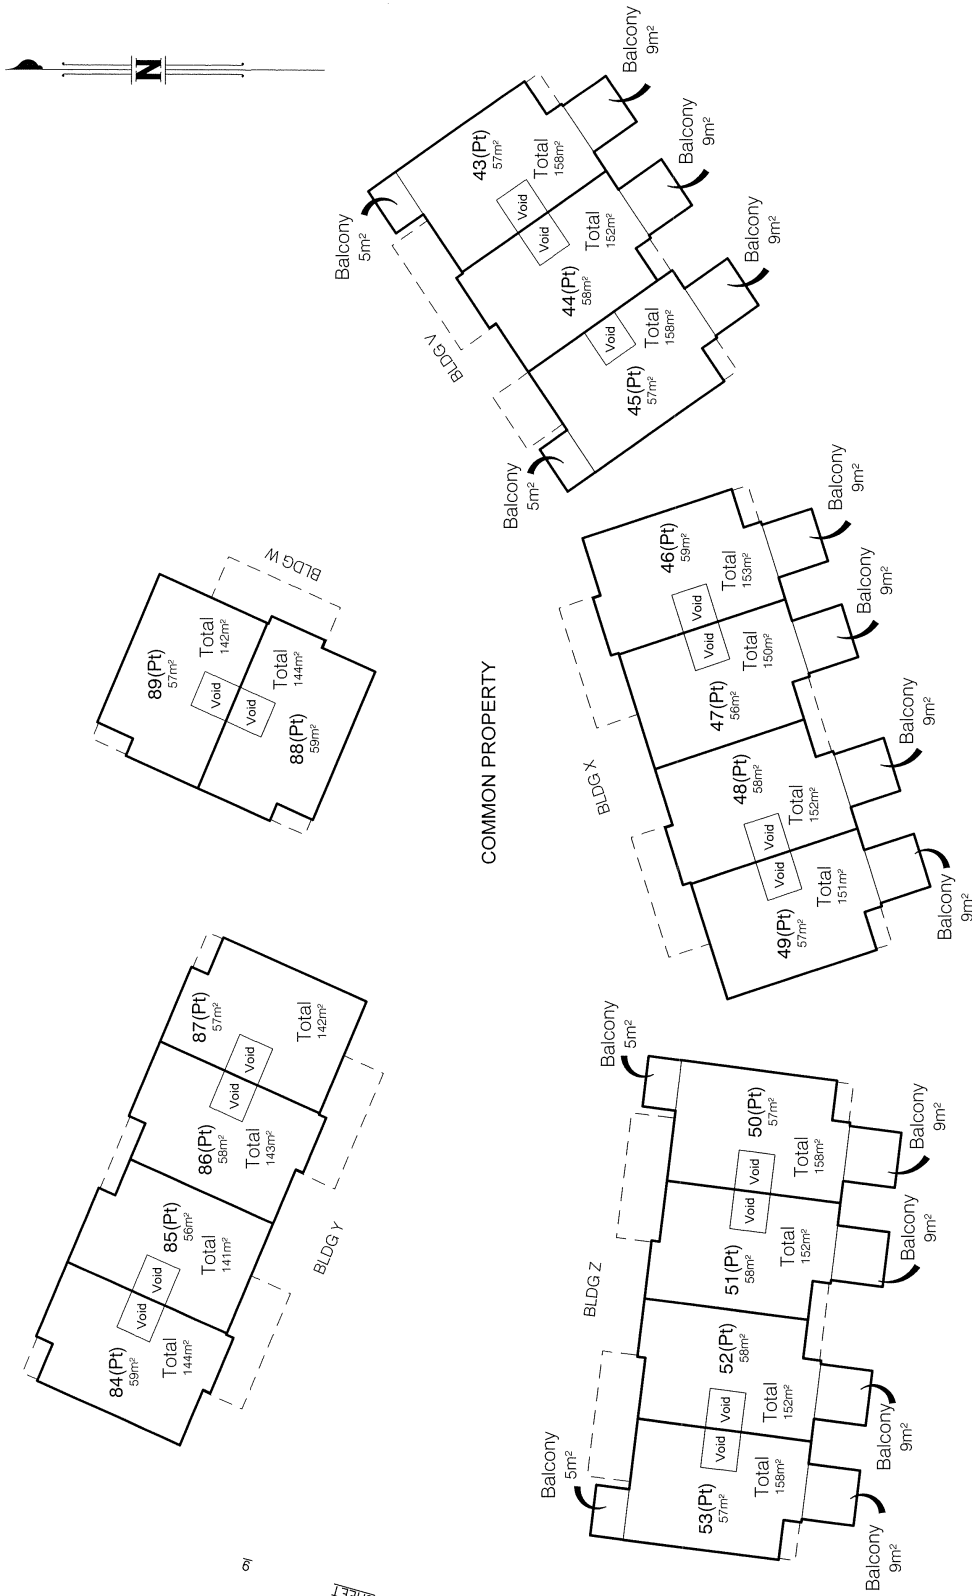 N
Balcony
9m²
Balcony
9m²
Balcony
9m²
43(Pt)
57m²
Total
158m²
Void
Void
Balcony
5m²
44(Pt)
58m²
Total
152m²
BLDG V
Void
45(Pt)
57m²
Total
158m²
Balcony
5m²
BLDG W
89(Pt)
57m²
Total
142m²
Void
Void
88(Pt)
59m²
Total
144m²
COMMON PROPERTY
Balcony
9m²
Balcony
9m²
Balcony
9m²
Balcony
9m²
46(Pt)
59m²
Total
153m²
Void
Void
47(Pt)
56m²
Total
150m²
BLDG X
48(Pt)
58m²
Total
152m²
Void
Void
49(Pt)
57m²
Total
151m²
87(Pt)
57m²
Total
142m²
Void
Void
86(Pt)
58m²
Total
143m²
85(Pt)
56m²
Total
141m²
Void
Void
84(Pt)
59m²
Total
144m²
BLDG Y
Balcony
5m²
50(Pt)
57m²
Total
158m²
Void
Void
51(Pt)
58m²
Total
152m²
BLDG Z
52(Pt)
58m²
Total
152m²
Void
Void
53(Pt)
57m²
Total
158m²
Balcony
5m²
Balcony
9m²
Balcony
9m²
Balcony
9m²
Balcony
9m²